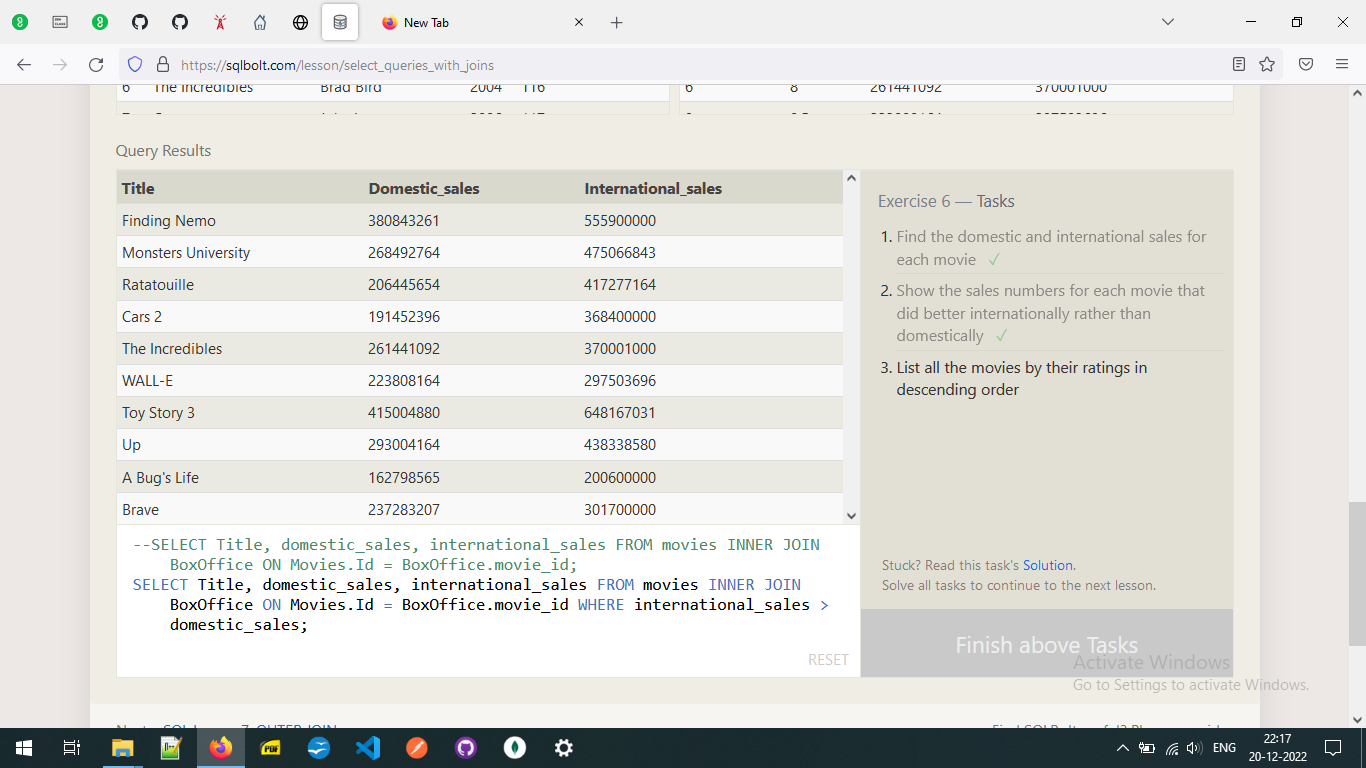 New Tab
https://sqlbolt.com/lesson/select_queries_with_joins
6 The Incredibles Brad Bird 2004 116 6 8 261441092 370001000
Query Results
Title Domestic_sales International_sales
Finding Nemo 380843261 555900000
Monsters University 268492764 475066843
Ratatouille 206445654 417277164
Cars 2 191452396 368400000
The Incredibles 261441092 370001000
WALL-E 223808164 297503696
Toy Story 3 415004880 648167031
Up 293004164 438338580
A Bug's Life 162798565 200600000
Brave 237283207 301700000
--SELECT Title, domestic_sales, international_sales FROM movies INNER JOIN
BoxOffice ON Movies.Id = BoxOffice.movie_id;
SELECT Title, domestic_sales, international_sales FROM movies INNER JOIN
BoxOffice ON Movies.Id = BoxOffice.movie_id WHERE international_sales >
domestic_sales;
RESET
Exercise 6 — Tasks
1. Find the domestic and international sales for
each movie ✓
2. Show the sales numbers for each movie that
did better internationally rather than
domestically ✓
3. List all the movies by their ratings in
descending order
Stuck? Read this task's Solution.
Solve all tasks to continue to the next lesson.
Finish above Tasks
Activate Windows
Go to Settings to activate Windows.
PDF
ENG
22:17
20-12-2022